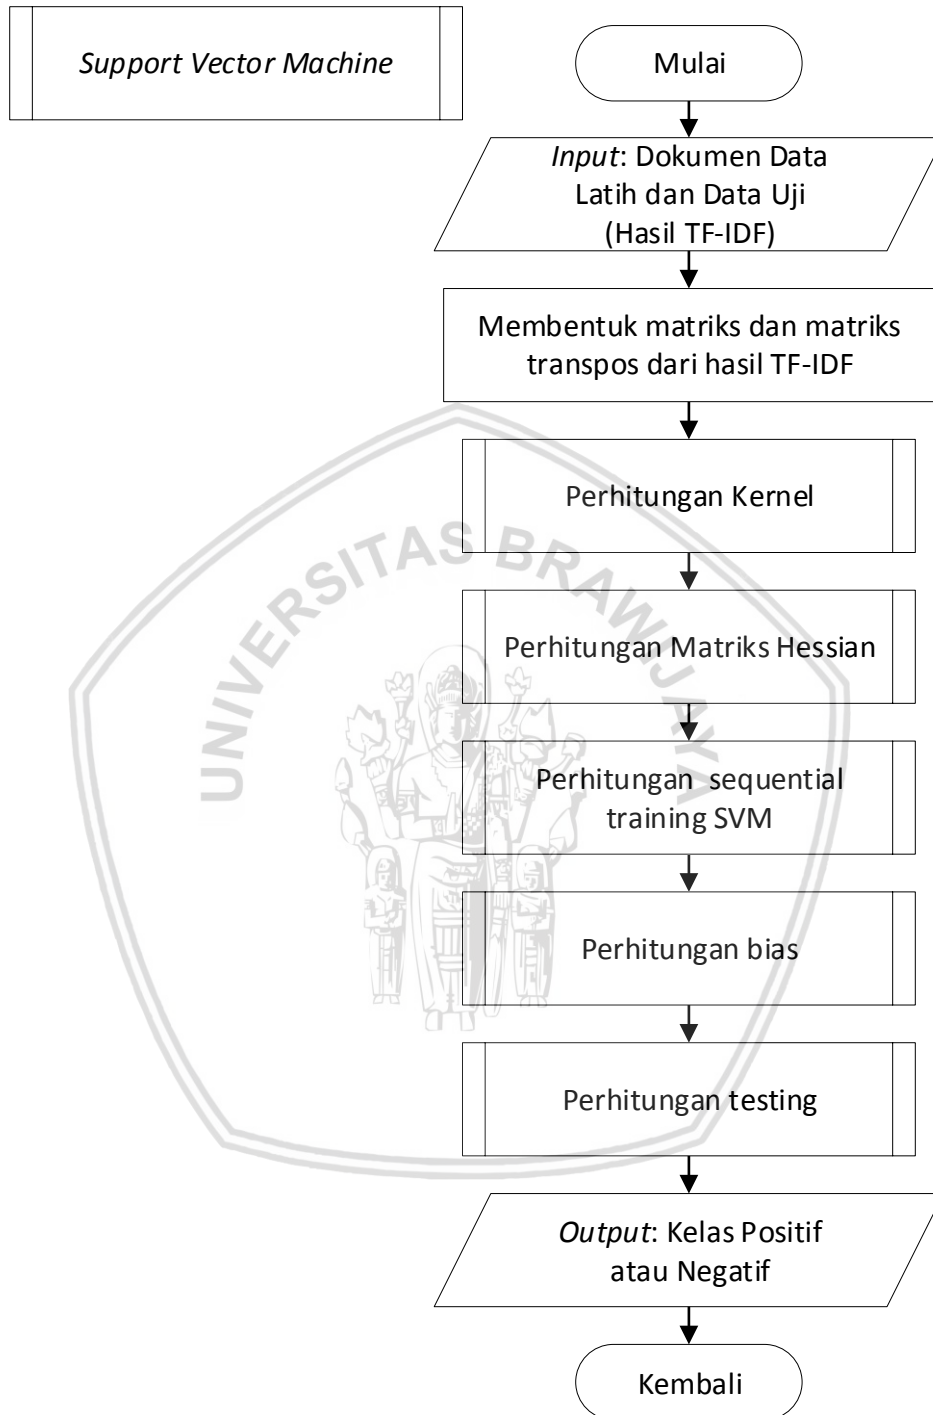 Support Vector Machine
Mulai
Input: Dokumen Data
Latih dan Data Uji
(Hasil TF-IDF)
Membentuk matriks dan matriks
transpos dari hasil TF-IDF
Perhitungan Kernel
UNIVERSITAS BRAWIJAYA
Perhitungan Matriks Hessian
Perhitungan sequential
training SVM
Perhitungan bias
Perhitungan testing
Output: Kelas Positif
atau Negatif
Kembali